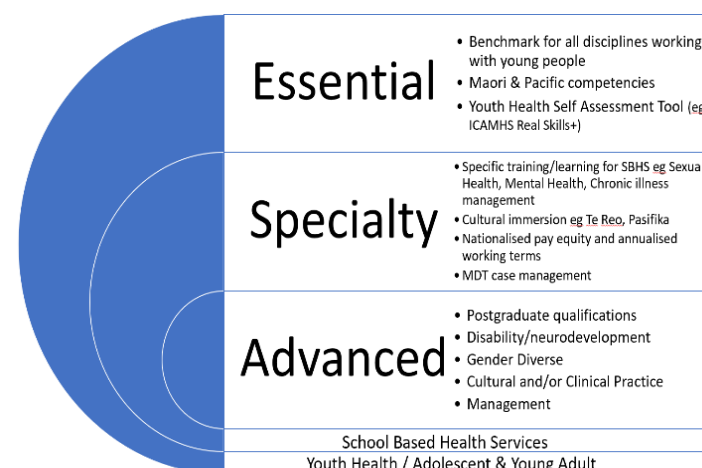 Essential
• Benchmark for all disciplines working
with young people
• Maori & Pacific competencies
• Youth Health Self Assessment Tool (eg
ICAMHS Real Skills+)
Specialty
• Specific training/learning for SBHS eg Sexua
Health, Mental Health, Chronic illness
management
• Cultural immersion eg Te Reo, Pasifika
• Nationalised pay equity and annualised
working terms
• MDT case management
Advanced
• Postgraduate qualifications
• Disability/neurodevelopment
• Gender Diverse
• Cultural and/or Clinical Practice
• Management
School Based Health Services
Youth Health / Adolescent & Young Adult